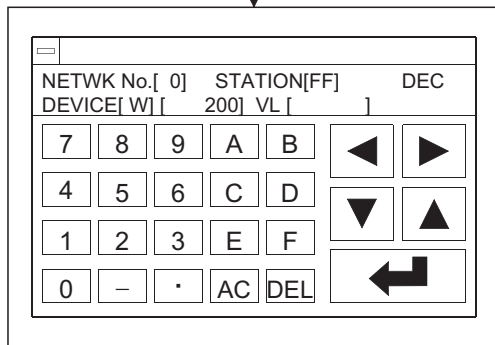 NETWK No.[ 0] STATION[FF] DEC
DEVICE[ W] [ 200] VL [ ]
7 8 9 A B
4 5 6 C D
1 2 3 E F
0 – · AC DEL